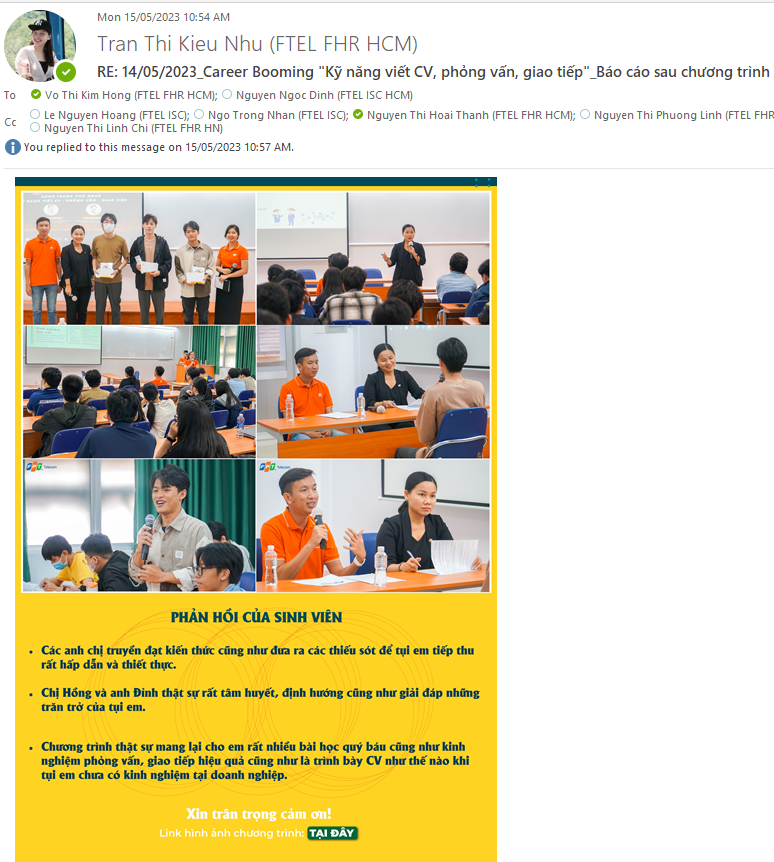 Mon 15/05/2023 10:54 AM
Tran Thi Kieu Nhu (FTEL FHR HCM)
RE: 14/05/2023_Career Booming "Kỹ năng viết CV, phỏng vấn, giao tiếp"_Báo cáo sau chương trình
To Vo Thi Kim Hong (FTEL FHR HCM); Nguyen Ngoc Dinh (FTEL ISC HCM)
Cc Le Nguyen Hoang (FTEL ISC); Ngo Trong Nhan (FTEL ISC); Nguyen Thi Hoai Thanh (FTEL FHR HCM); Nguyen Thi Phuong Linh (FTEL FHR
Nguyen Thi Linh Chi (FTEL FHR HN)
You replied to this message on 15/05/2023 10:57 AM.
FPT Telecom
FPT Telecom
PHẢN HỒI CỦA SINH VIÊN
• Các anh chị truyền đạt kiến thức cũng như đưa ra các thiếu sót để tụi em tiếp thu
rất hấp dẫn và thiết thực.
• Chị Hồng và anh Đỉnh thật sự rất tâm huyết, định hướng cũng như giải đáp những
trăn trở của tụi em.
• Chương trình thật sự mang lại cho em rất nhiều bài học quý báu cũng như kinh
nghiệm phỏng vấn, giao tiếp hiệu quả cũng như là trình bày CV như thế nào khi
tụi em chưa có kinh nghiệm tại doanh nghiệp.
Xin trân trọng cảm ơn!
Link hình ảnh chương trình: TẠI ĐÂY